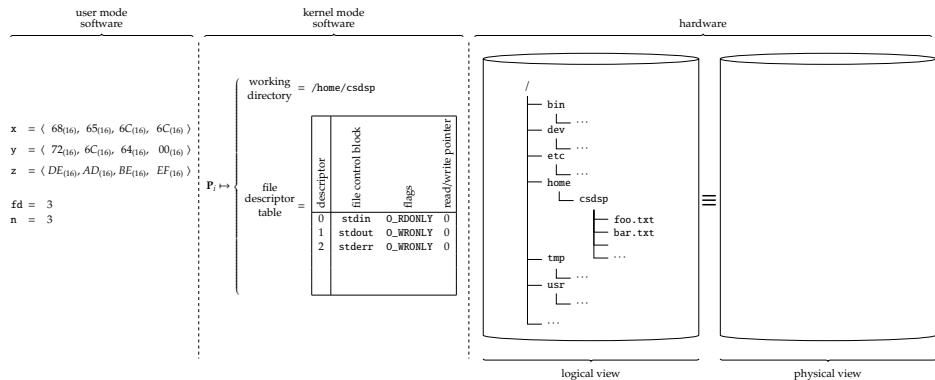 user mode
software
kernel mode
software
hardware
x = ⟨ 68(16), 65(16), 6C(16), 6C(16) ⟩
y = ⟨ 72(16), 6C(16), 64(16), 00(16) ⟩
z = ⟨ DE(16), AD(16), BE(16), EF(16) ⟩
fd = 3
n = 3
Pi ↦
working
directory = /home/csdsp
file
descriptor
table =
descriptor file control block flags read/write pointer
0 stdin O_RDONLY 0
1 stdout O_WRONLY 0
2 stderr O_WRONLY 0
/
bin
...
dev
...
etc
...
home
csdsp
foo.txt
bar.txt
...
tmp
...
usr
...
...
≡
logical view
physical view